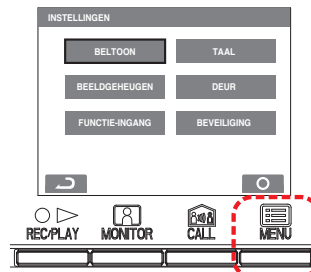 INSTELLINGEN
BELTOON TAAL
BEELDGEHEUGEN DEUR
FUNCTIE-INGANG BEVEILIGING
REC/PLAY MONITOR CALL MENU